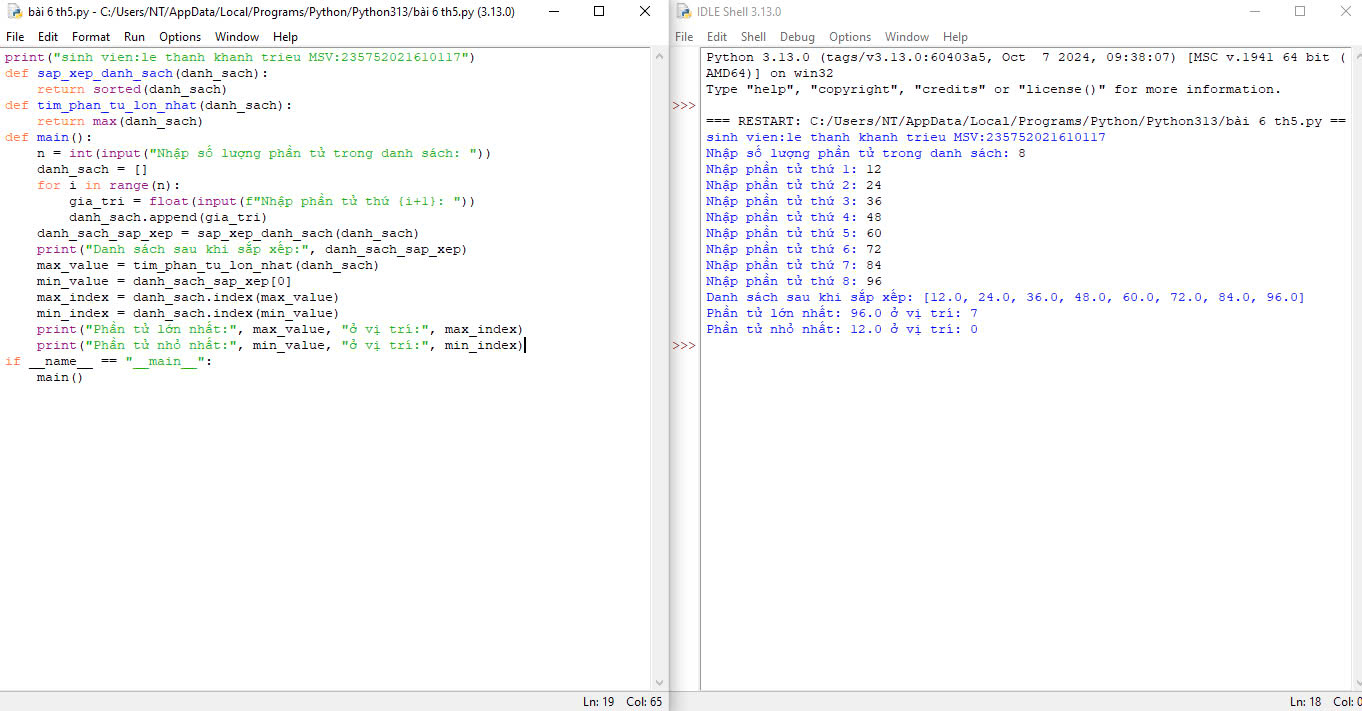 bài 6 th5.py - C:/Users/NT/AppData/Local/Programs/Python/Python313/bài 6 th5.py (3.13.0)
File Edit Format Run Options Window Help
print("sinh vien:le thanh khanh trieu MSV:235752021610117")
def sap_xep_danh_sach(danh_sach):
    return sorted(danh_sach)
def tim_phan_tu_lon_nhat(danh_sach):
    return max(danh_sach)
def main():
    n = int(input("Nhập số lượng phần tử trong danh sách: "))
    danh_sach = []
    for i in range(n):
        gia_tri = float(input(f"Nhập phần tử thứ {i+1}: "))
        danh_sach.append(gia_tri)
    danh_sach_sap_xep = sap_xep_danh_sach(danh_sach)
    print("Danh sách sau khi sắp xếp:", danh_sach_sap_xep)
    max_value = tim_phan_tu_lon_nhat(danh_sach)
    min_value = danh_sach_sap_xep[0]
    max_index = danh_sach.index(max_value)
    min_index = danh_sach.index(min_value)
    print("Phần tử lớn nhất:", max_value, "ở vị trí:", max_index)
    print("Phần tử nhỏ nhất:", min_value, "ở vị trí:", min_index)
if __name__ == "__main__":
    main()
Ln: 19 Col: 65
IDLE Shell 3.13.0
File Edit Shell Debug Options Window Help
Python 3.13.0 (tags/v3.13.0:60403a5, Oct  7 2024, 09:38:07) [MSC v.1941 64 bit (
AMD64)] on win32
Type "help", "copyright", "credits" or "license()" for more information.
>>>
=== RESTART: C:/Users/NT/AppData/Local/Programs/Python/Python313/bài 6 th5.py ==
sinh vien:le thanh khanh trieu MSV:235752021610117
Nhập số lượng phần tử trong danh sách: 8
Nhập phần tử thứ 1: 12
Nhập phần tử thứ 2: 24
Nhập phần tử thứ 3: 36
Nhập phần tử thứ 4: 48
Nhập phần tử thứ 5: 60
Nhập phần tử thứ 6: 72
Nhập phần tử thứ 7: 84
Nhập phần tử thứ 8: 96
Danh sách sau khi sắp xếp: [12.0, 24.0, 36.0, 48.0, 60.0, 72.0, 84.0, 96.0]
Phần tử lớn nhất: 96.0 ở vị trí: 7
Phần tử nhỏ nhất: 12.0 ở vị trí: 0
>>>
Ln: 18 Col: 0